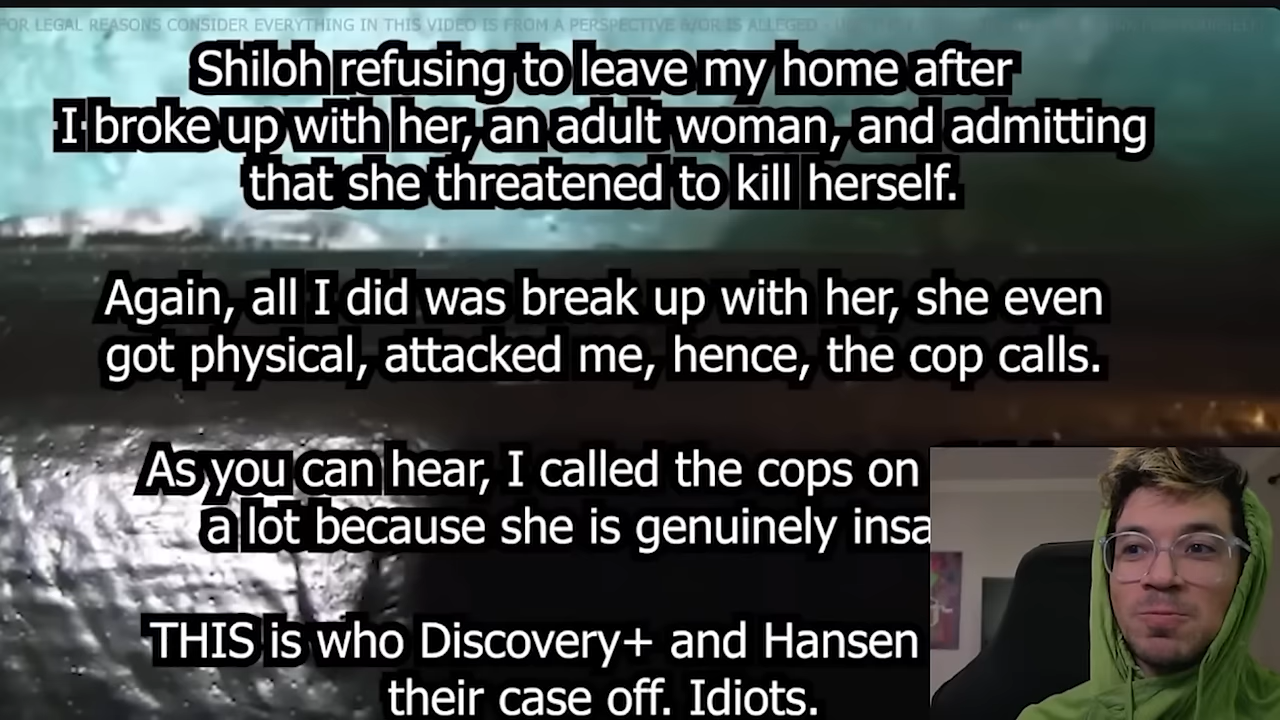 FOR LEGAL REASONS CONSIDER EVERYTHING IN THIS VIDEO IS FROM A PERSPECTIVE &/OR IS ALLEGED -
Shiloh refusing to leave my home after
I broke up with her, an adult woman, and admitting
that she threatened to kill herself.
Again, all I did was break up with her, she even
got physical, attacked me, hence, the cop calls.
As you can hear, I called the cops on
a lot because she is genuinely insa
THIS is who Discovery+ and Hansen
their case off. Idiots.